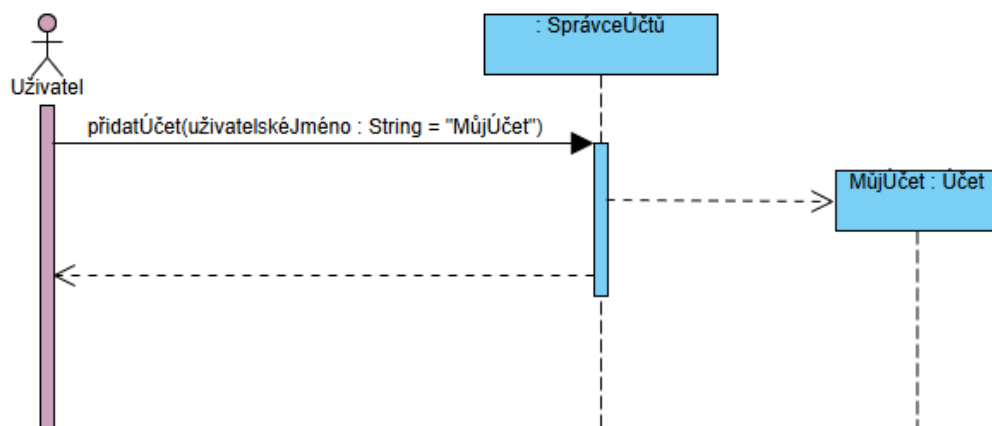 : SprávceÚčtů
Uživatel
přidatÚčet(uživatelskéJméno : String = "MůjÚčet")
MůjÚčet : Účet